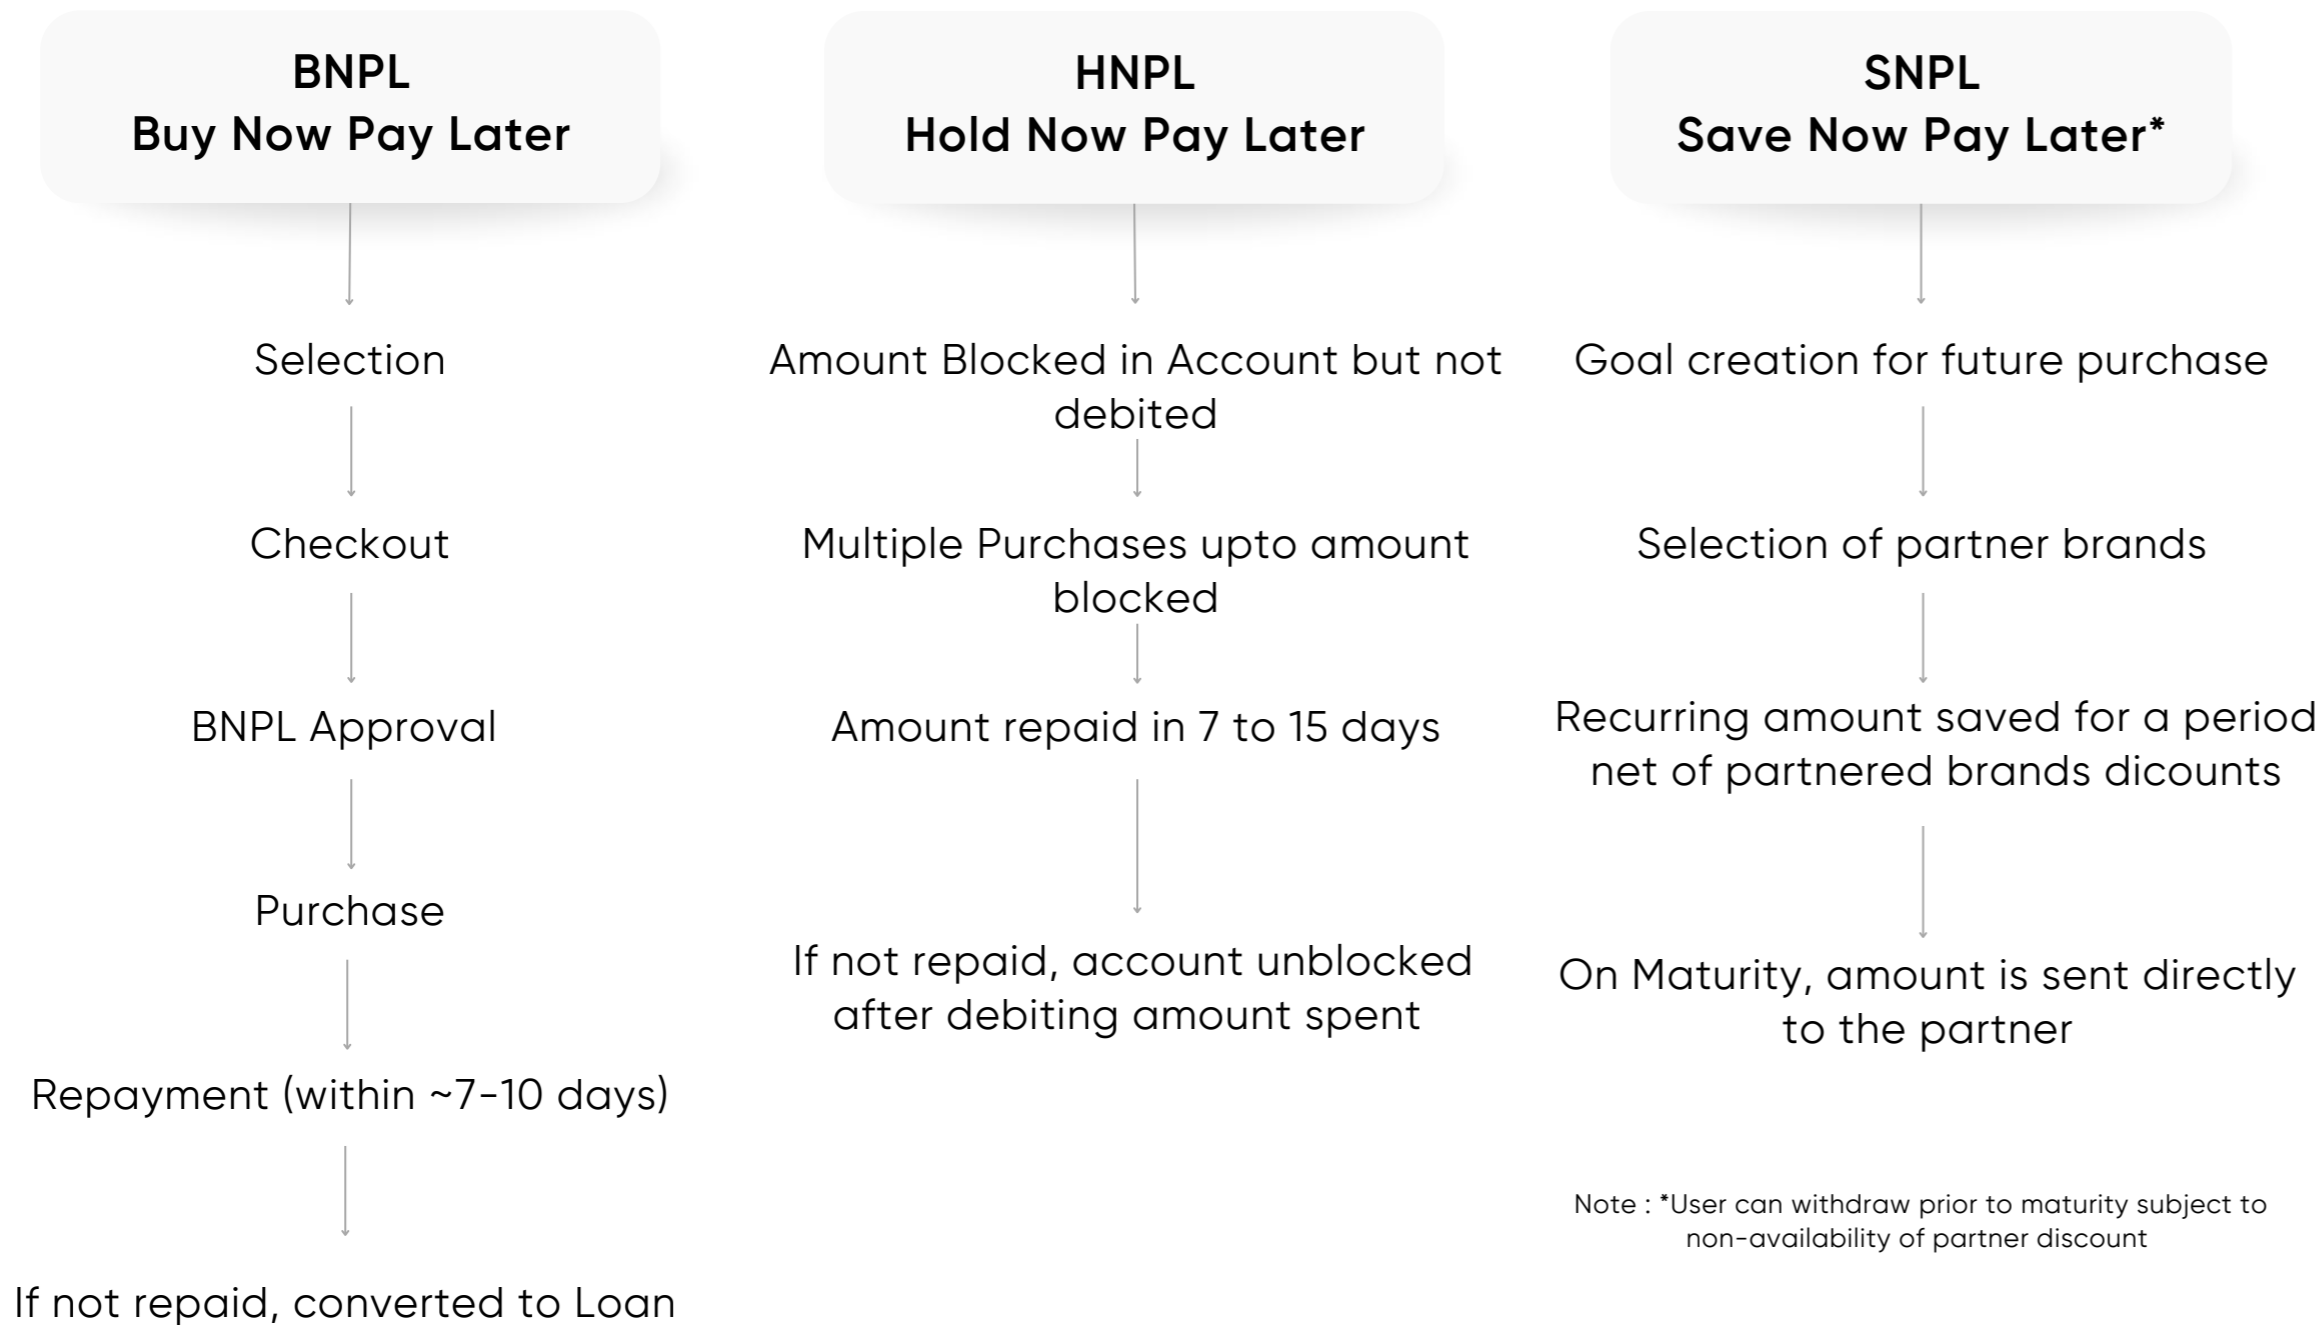 BNPL
Buy Now Pay Later
Selection
Checkout
BNPL Approval
Purchase
Repayment (within ~7-10 days)
If not repaid, converted to Loan
HNPL
Hold Now Pay Later
Amount Blocked in Account but not
debited
Multiple Purchases upto amount
blocked
Amount repaid in 7 to 15 days
If not repaid, account unblocked
after debiting amount spent
SNPL
Save Now Pay Later*
Goal creation for future purchase
Selection of partner brands
Recurring amount saved for a period
net of partnered brands dicounts
On Maturity, amount is sent directly
to the partner
Note : *User can withdraw prior to maturity subject to
non-availability of partner discount